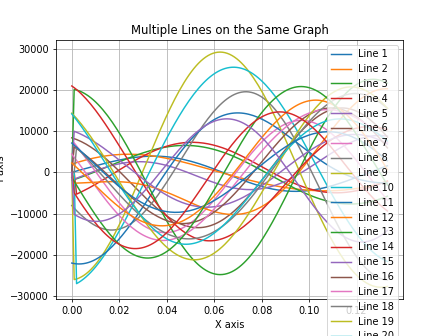 Multiple Lines on the Same Graph
30000
20000
10000
0
−10000
−20000
−30000
0.00
0.02
0.04
0.06
0.08
0.10
X axis
Line 1
Line 2
Line 3
Line 4
Line 5
Line 6
Line 7
Line 8
Line 9
Line 10
Line 11
Line 12
Line 13
Line 14
Line 15
Line 16
Line 17
Line 18
Line 19
Line 20